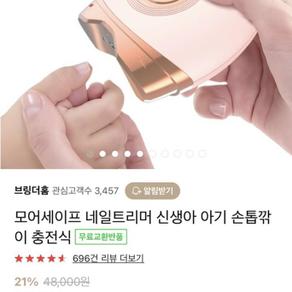 브링더홈 관심고객수 3,457 알림받기
모어세이프 네일트리머 신생아 아기 손톱깎
이 충전식 무료교환반품
696건 리뷰 더보기
21% 48,000원